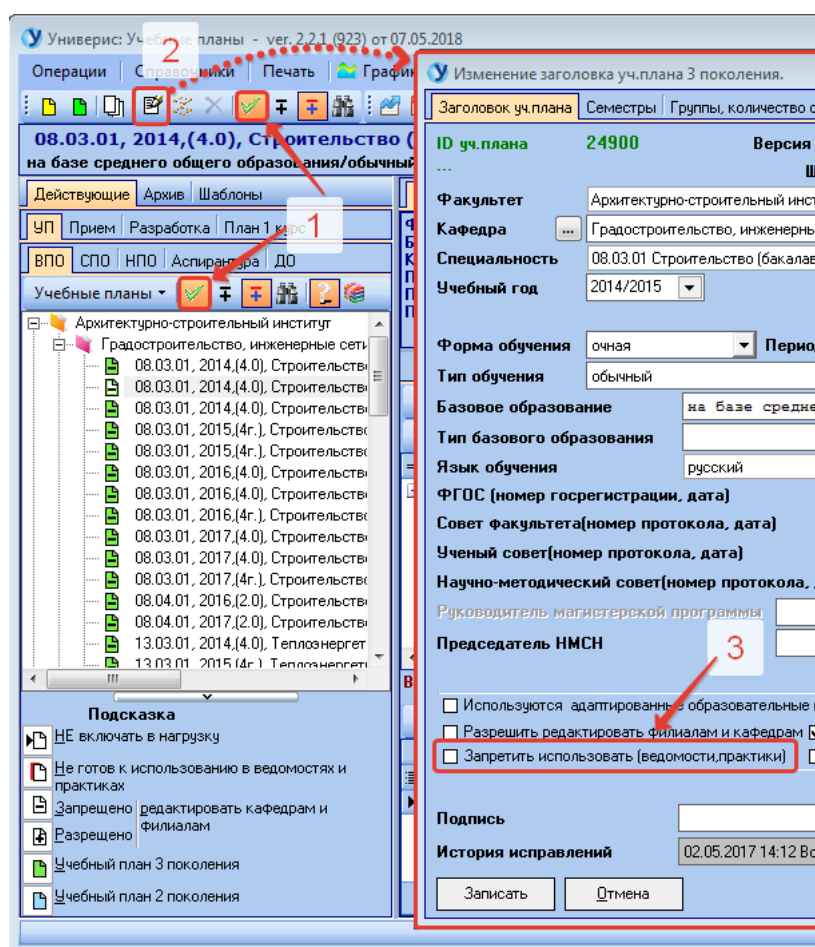 Универис: Учебные планы - ver. 2.2.1 (923) от 07.05.2018
2
Операции Справочники Печать График
08.03.01, 2014,(4.0), Строительство (
на базе среднего общего образования/обычный
Действующие Архив Шаблоны
1
УП Прием Разработка План 1 курс
ВПО СПО НПО Аспирантура ДО
Учебные планы
Архитектурно-строительный институт
Градостроительство, инженерные сети
08.03.01, 2014,(4.0), Строительство
08.03.01, 2014,(4.0), Строительство
08.03.01, 2014,(4.0), Строительство
08.03.01, 2015,(4г.), Строительство
08.03.01, 2015,(4г.), Строительство
08.03.01, 2016,(4.0), Строительство
08.03.01, 2016,(4.0), Строительство
08.03.01, 2016,(4г.), Строительство
08.03.01, 2017,(4.0), Строительство
08.03.01, 2017,(4.0), Строительство
08.03.01, 2017,(4г.), Строительство
08.04.01, 2016,(2.0), Строительство
08.04.01, 2017,(2.0), Строительство
13.03.01, 2014,(4.0), Теплоэнергет
13.03.01, 2015,(4г.), Теплоэнергет
Подсказка
НЕ включать в нагрузку
Не готов к использованию в ведомостях и
практиках
Запрещено редактировать кафедрам и
Разрешено филиалам
Учебный план 3 поколения
Учебный план 2 поколения
Изменение заголовка уч.плана 3 поколения.
Заголовок уч.плана Семестры Группы, количество с
ID уч.плана 24900 Версия
...
Факультет Архитектурно-строительный инст
Кафедра ... Градостроительство, инженерны
Специальность 08.03.01 Строительство (бакалав
Учебный год 2014/2015
Форма обучения очная Перио
Тип обучения обычный
Базовое образование на базе средне
Тип базового образования
Язык обучения русский
ФГОС (номер госрегистрации, дата)
Совет факультета(номер протокола, дата)
Ученый совет(номер протокола, дата)
Научно-методический совет(номер протокола,
Руководитель магистерской программы
Председатель НМСН
3
Используются адаптированные образовательные
Разрешить редактировать филиалам и кафедрам
Запретить использовать (ведомости,практики)
Подпись
История исправлений 02.05.2017 14:12 Во
Записать Отмена